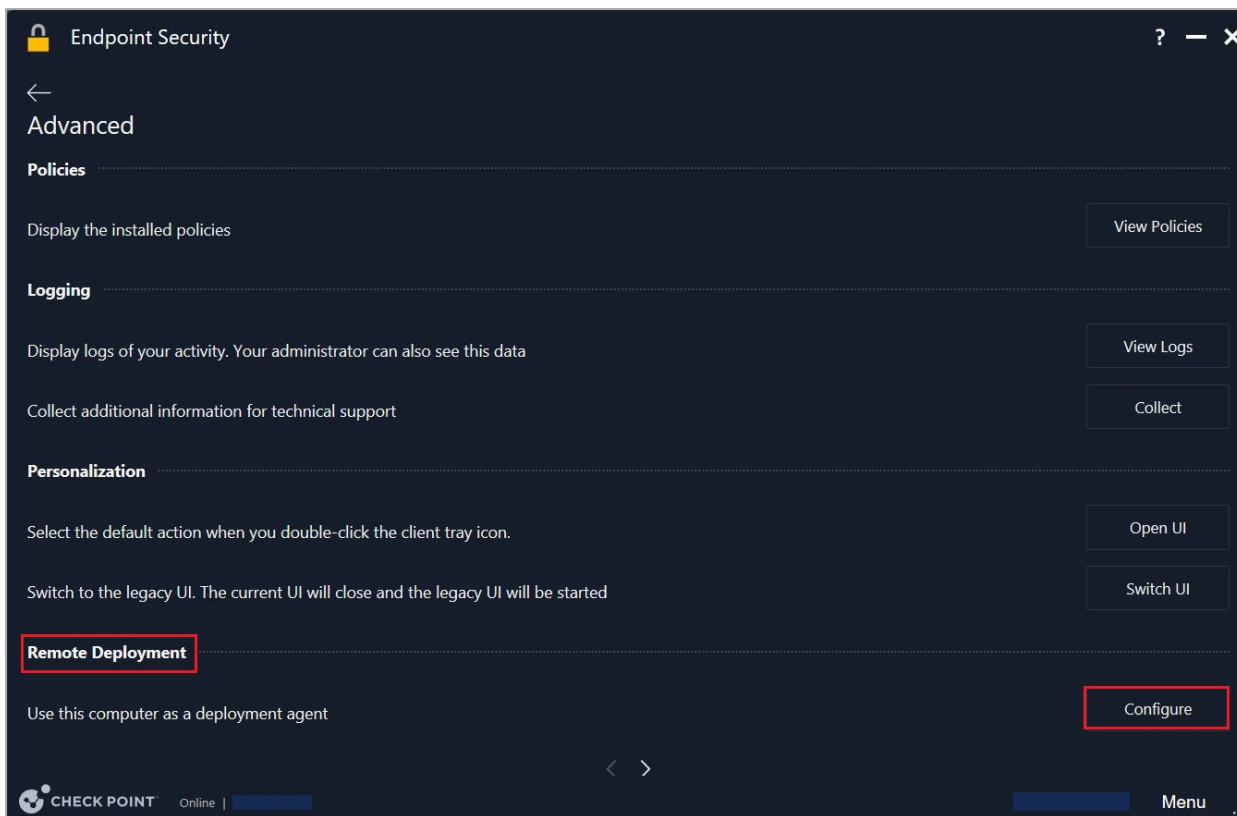 Endpoint Security
?
Advanced
Policies
Display the installed policies
View Policies
Logging
Display logs of your activity. Your administrator can also see this data
View Logs
Collect additional information for technical support
Collect
Personalization
Select the default action when you double-click the client tray icon.
Open UI
Switch to the legacy UI. The current UI will close and the legacy UI will be started
Switch UI
Remote Deployment
Use this computer as a deployment agent
Configure
CHECK POINT™ Online |
Menu